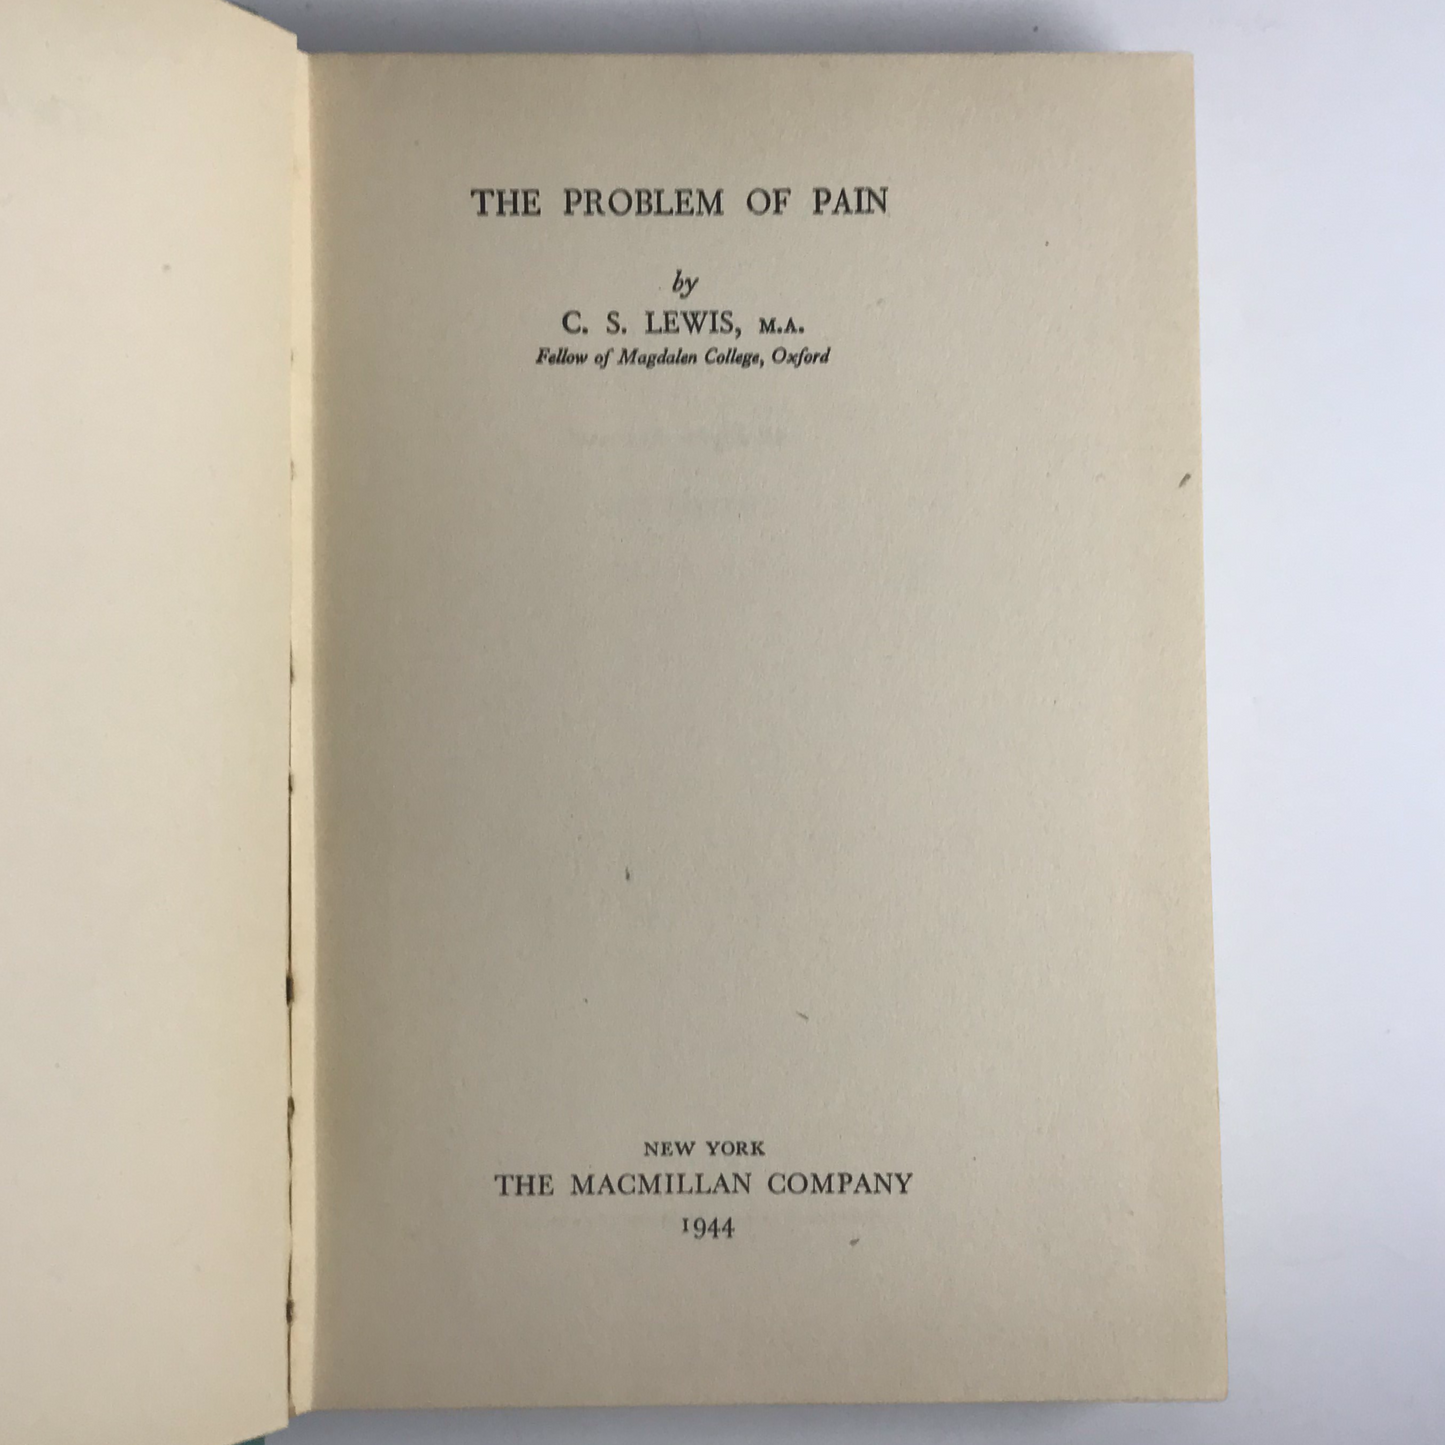 THE PROBLEM OF PAIN
by
C. S. LEWIS, M.A.
Fellow of Magdalen College, Oxford
NEW YORK
THE MACMILLAN COMPANY
1944